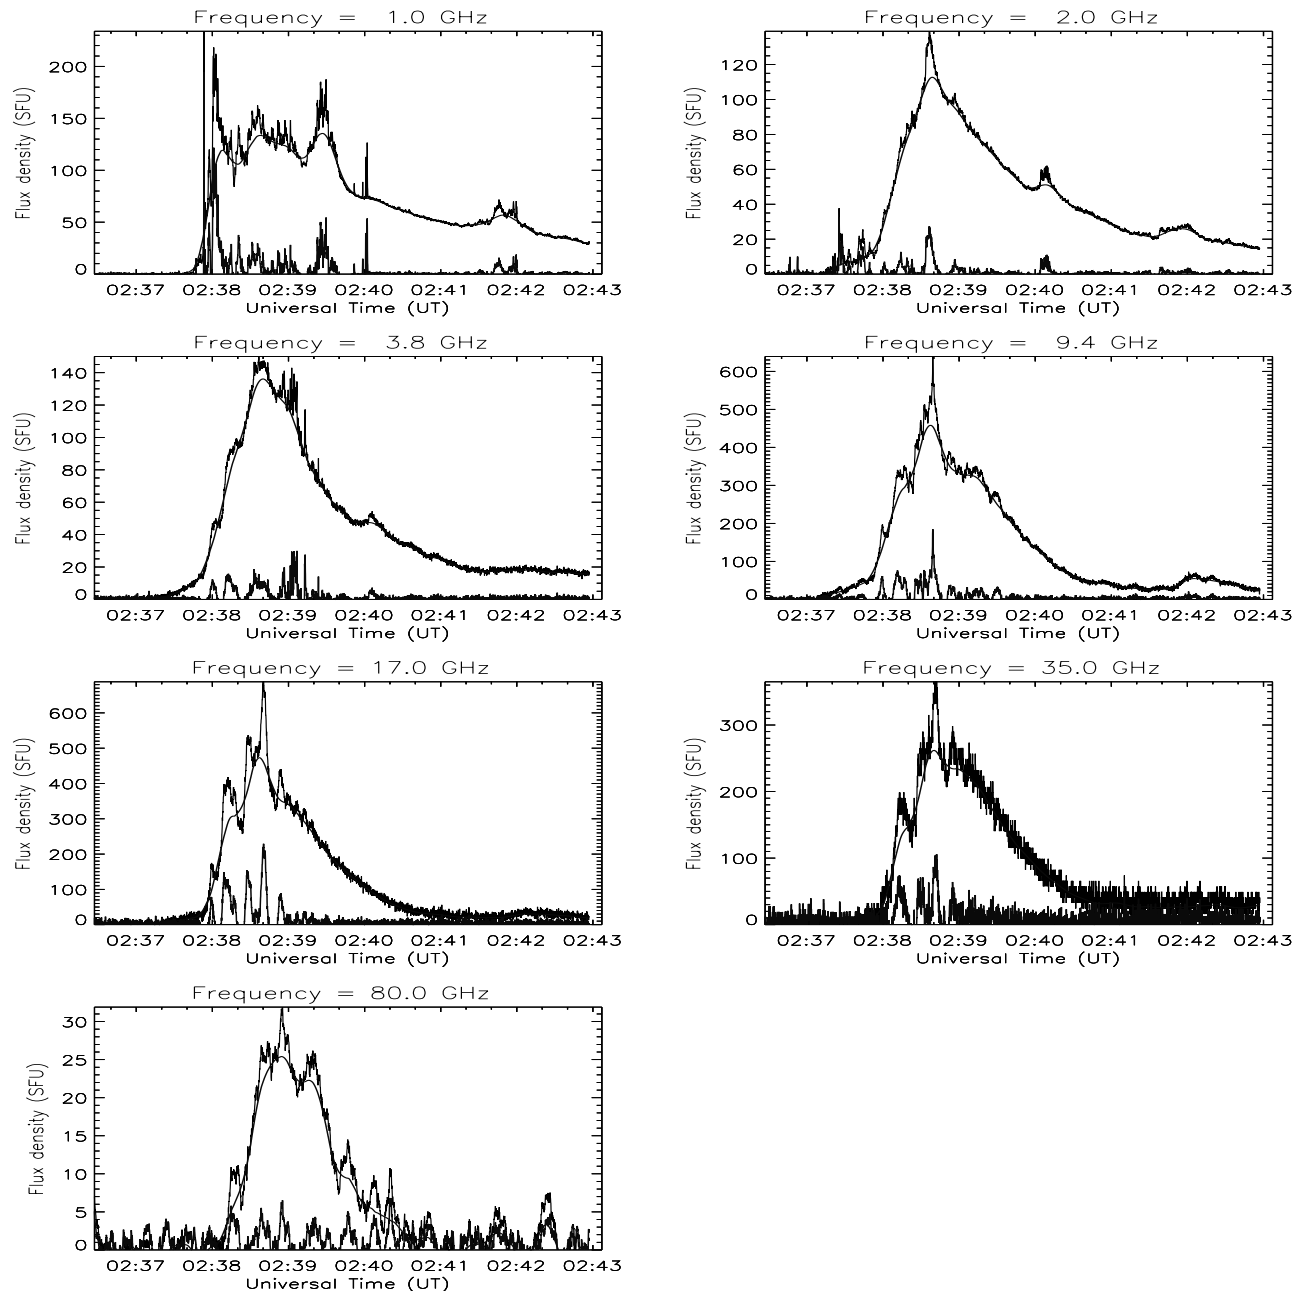 Frequency = 1.0 GHz
Flux density (SFU)
200
150
100
50
0
02:37 02:38 02:39 02:40 02:41 02:42 02:43
Universal Time (UT)
Frequency = 2.0 GHz
Flux density (SFU)
120
100
80
60
40
20
0
02:37 02:38 02:39 02:40 02:41 02:42 02:43
Universal Time (UT)
Frequency = 3.8 GHz
Flux density (SFU)
140
120
100
80
60
40
20
0
02:37 02:38 02:39 02:40 02:41 02:42 02:43
Universal Time (UT)
Frequency = 9.4 GHz
Flux density (SFU)
600
500
400
300
200
100
0
02:37 02:38 02:39 02:40 02:41 02:42 02:43
Universal Time (UT)
Frequency = 17.0 GHz
Flux density (SFU)
600
500
400
300
200
100
0
02:37 02:38 02:39 02:40 02:41 02:42 02:43
Universal Time (UT)
Frequency = 35.0 GHz
Flux density (SFU)
300
200
100
0
02:37 02:38 02:39 02:40 02:41 02:42 02:43
Universal Time (UT)
Frequency = 80.0 GHz
Flux density (SFU)
30
25
20
15
10
5
0
02:37 02:38 02:39 02:40 02:41 02:42 02:43
Universal Time (UT)